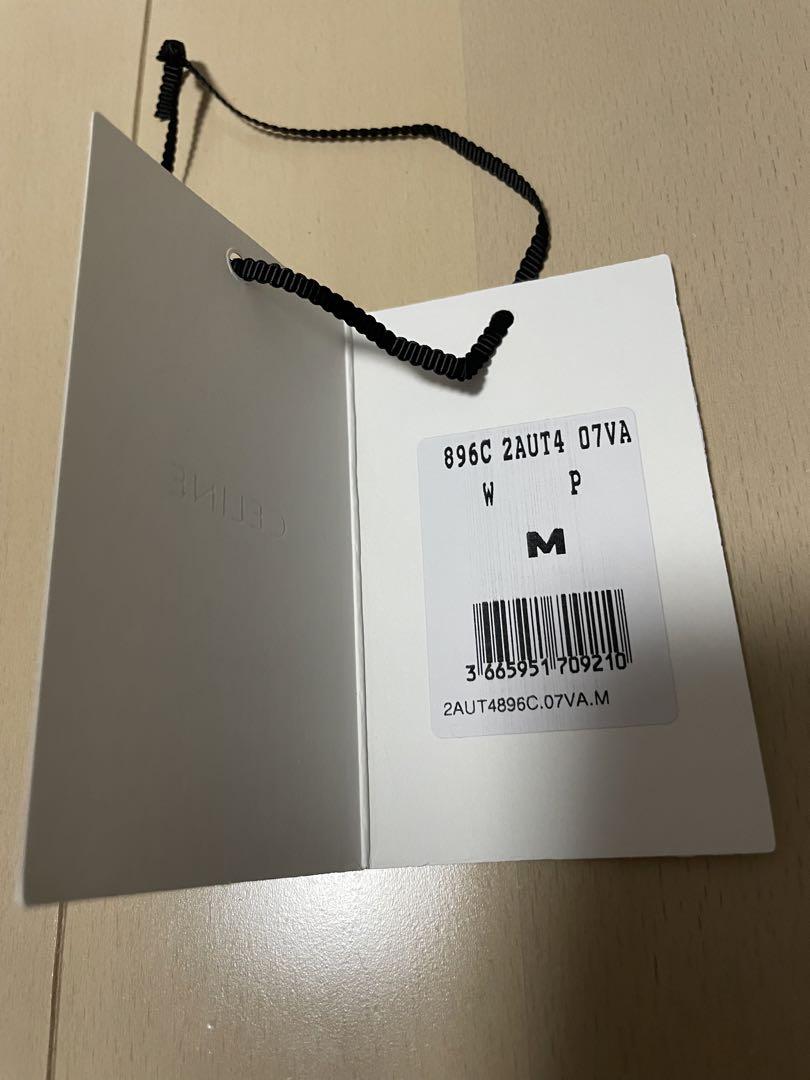 CELINE
896C 2AUT4 07VA
W P
M
3 665951 709210
2AUT4896C.07VA.M